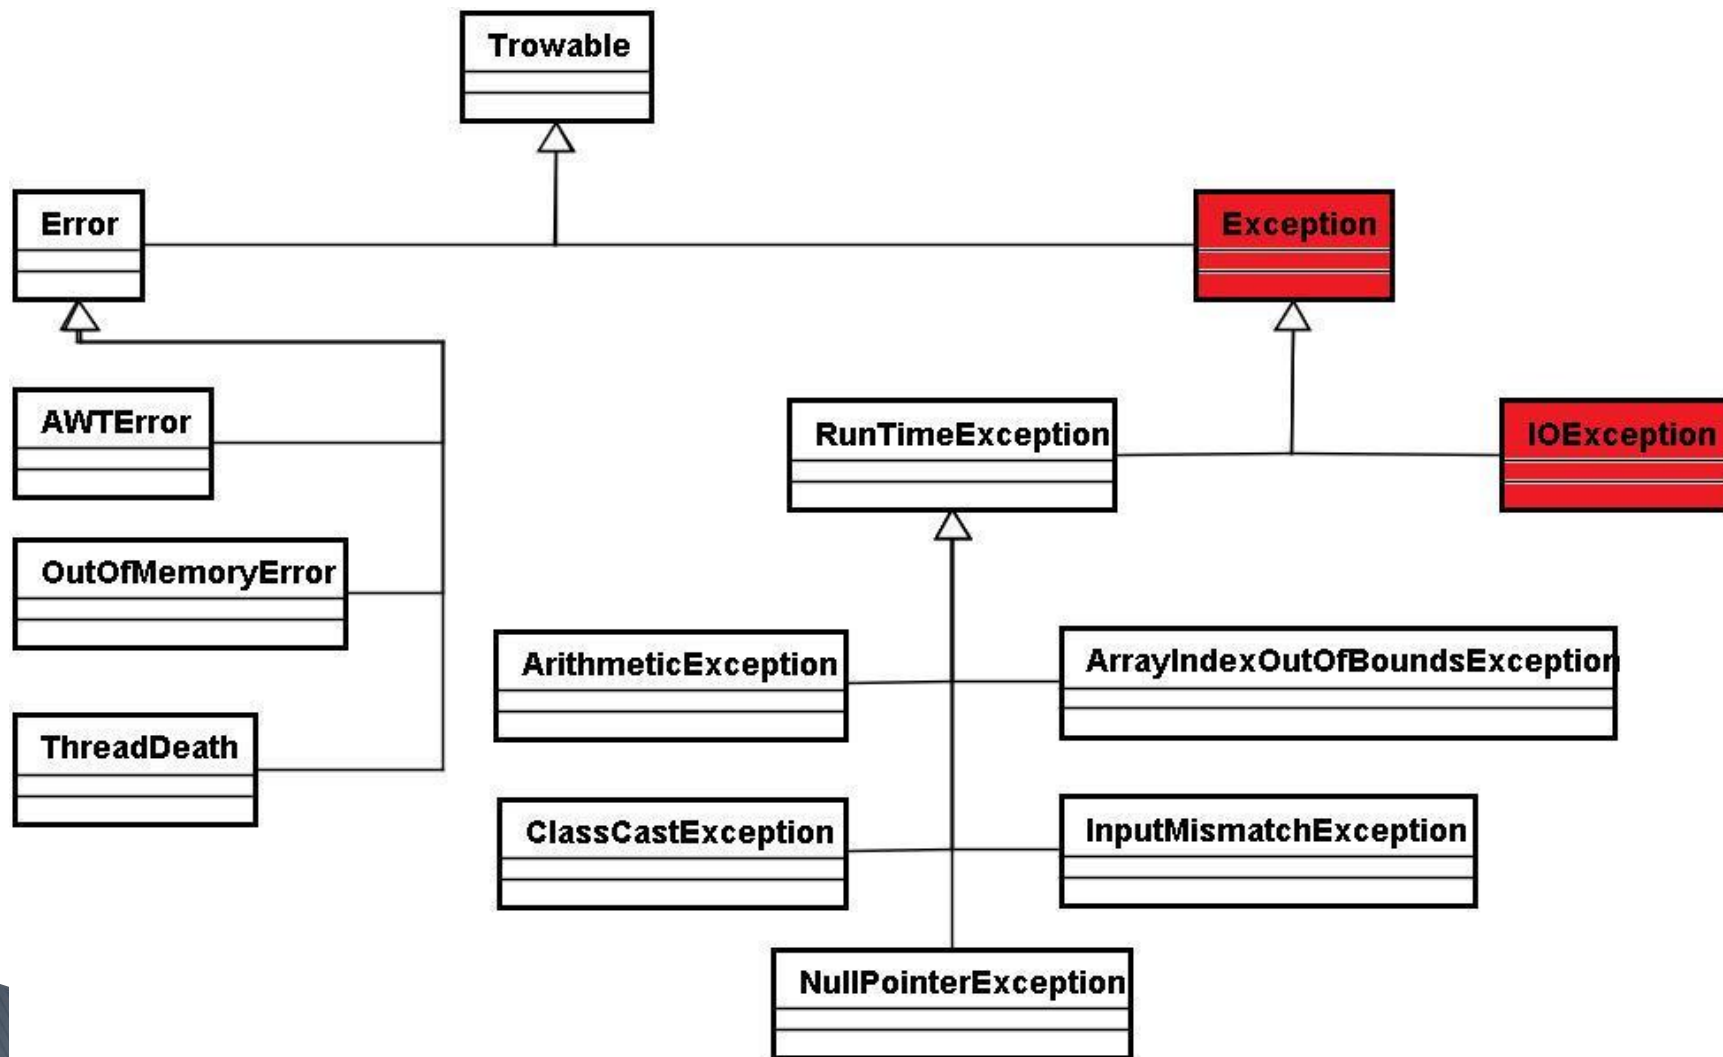 Trowable
Error
Exception
AWTError
RunTimeException
IOException
OutOfMemoryError
ArithmeticException
ArrayIndexOutOfBoundsException
ThreadDeath
ClassCastException
InputMismatchException
NullPointerException